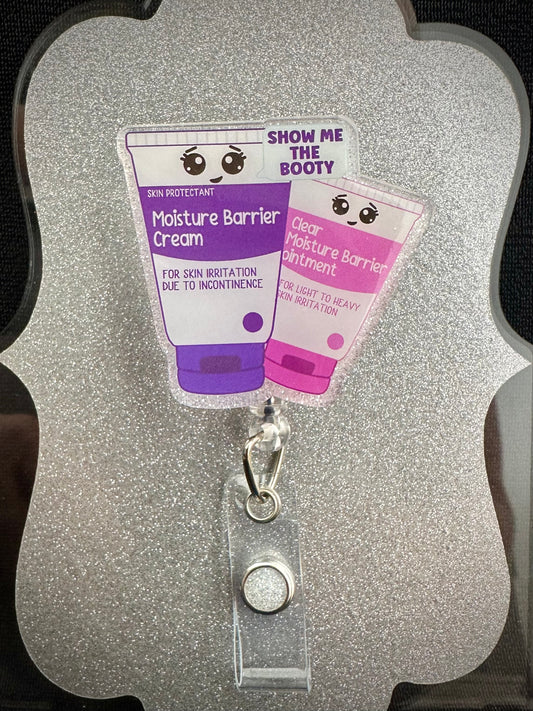 SHOW ME
THE
BOOTY
SKIN PROTECTANT
Moisture Barrier
Cream
FOR SKIN IRRITATION
DUE TO INCONTINENCE
Clear
Moisture Barrier
Ointment
FOR LIGHT TO HEAVY
SKIN IRRITATION